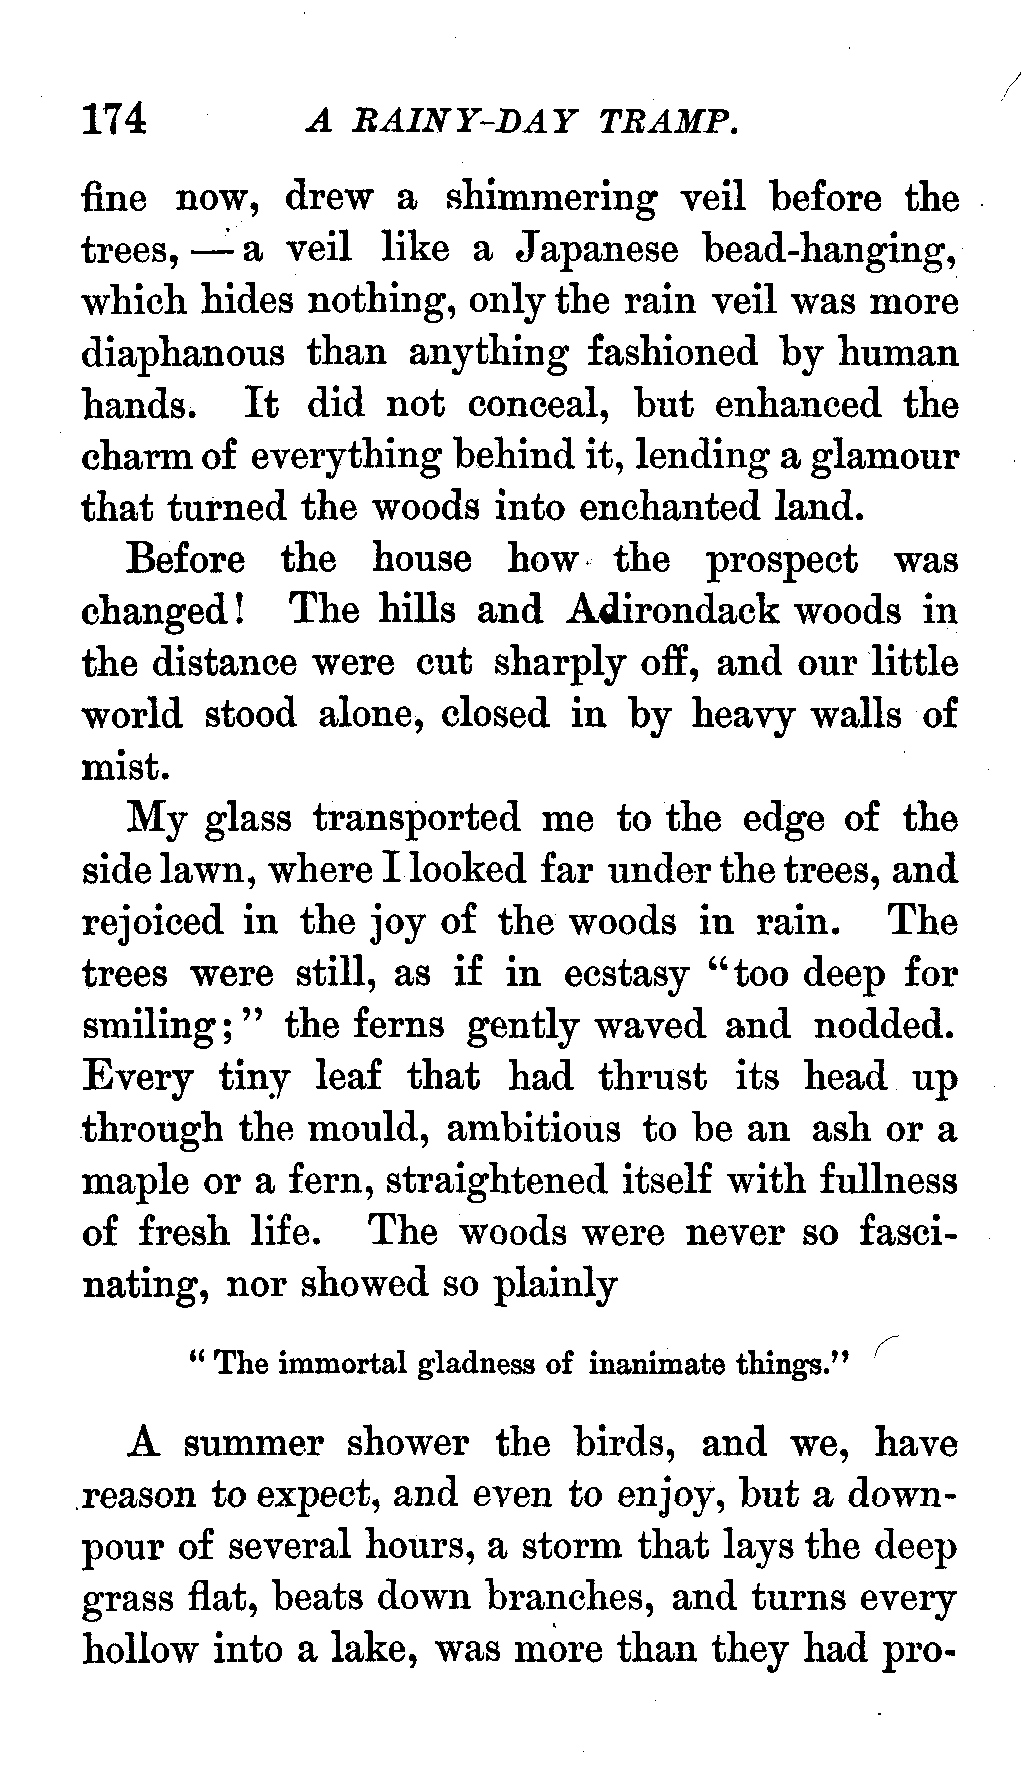 174 A RAINY-DAY TRAMP.
fine now, drew a shimmering veil before the
trees, — a veil like a Japanese bead-hanging,
which hides nothing, only the rain veil was more
diaphanous than anything fashioned by human
hands. It did not conceal, but enhanced the
charm of everything behind it, lending a glamour
that turned the woods into enchanted land.
Before the house how the prospect was
changed! The hills and Adirondack woods in
the distance were cut sharply off, and our little
world stood alone, closed in by heavy walls of
mist.
My glass transported me to the edge of the
side lawn, where I looked far under the trees, and
rejoiced in the joy of the woods in rain. The
trees were still, as if in ecstasy “too deep for
smiling;” the ferns gently waved and nodded.
Every tiny leaf that had thrust its head up
through the mould, ambitious to be an ash or a
maple or a fern, straightened itself with fullness
of fresh life. The woods were never so fasci-
nating, nor showed so plainly
“The immortal gladness of inanimate things.”
A summer shower the birds, and we, have
reason to expect, and even to enjoy, but a down-
pour of several hours, a storm that lays the deep
grass flat, beats down branches, and turns every
hollow into a lake, was more than they had pro-